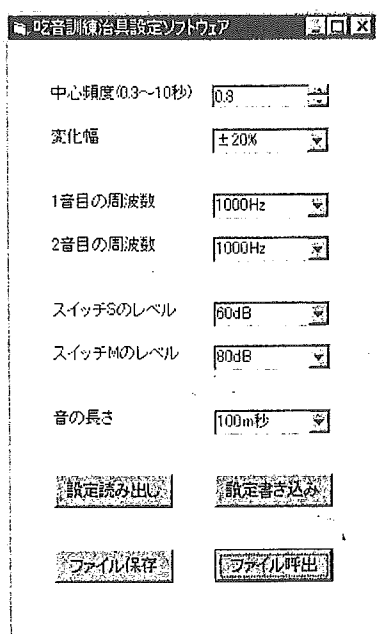 吃音訓練治具設定ソフトウェア
中心頻度(0.3～10秒) 0.8
変化幅 ±20%
1音目の周波数 1000Hz
2音目の周波数 1000Hz
スイッチSのレベル 60dB
スイッチMのレベル 80dB
音の長さ 100m秒
設定読み出し 設定書き込み
ファイル保存 ファイル呼出